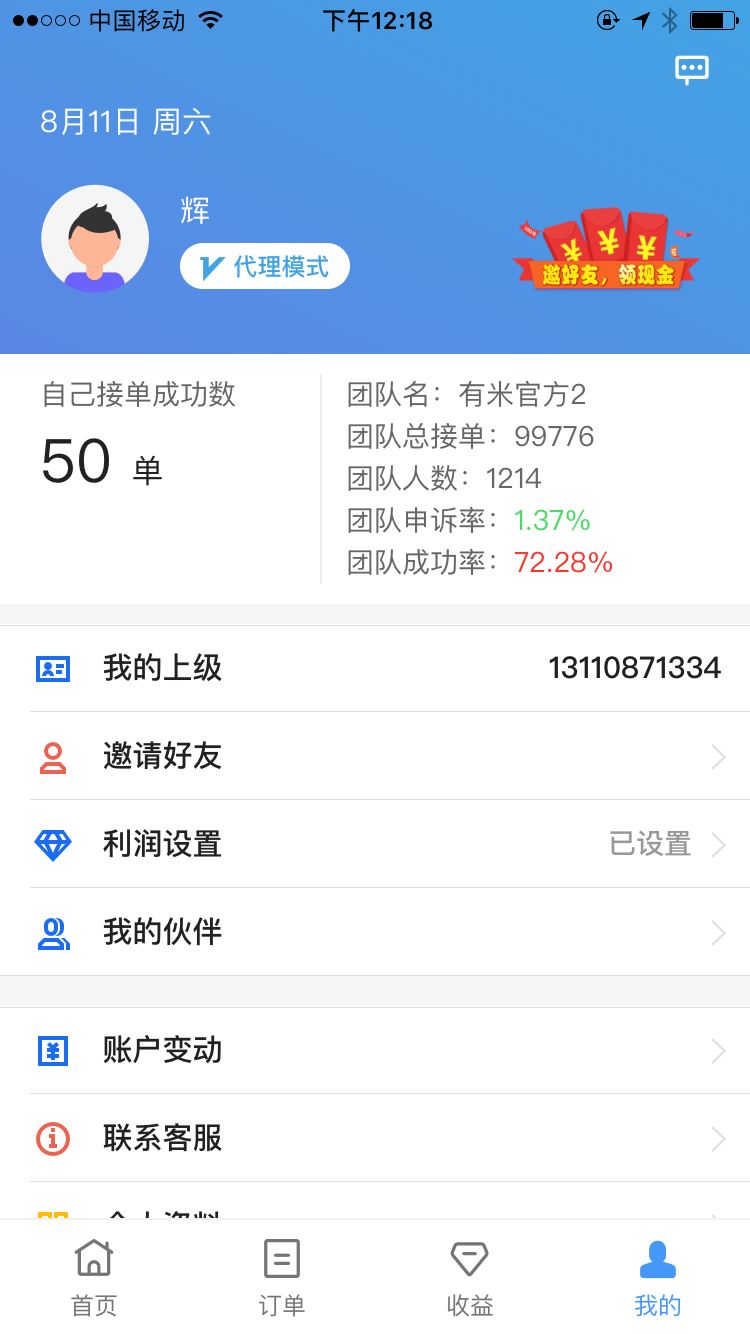 中国移动
下午12:18
8月11日 周六
辉
代理模式
邀好友，领现金
自己接单成功数
50 单
团队名：有米官方2
团队总接单：99776
团队人数：1214
团队申诉率：1.37%
团队成功率：72.28%
我的上级 13110871334
邀请好友
利润设置 已设置
我的伙伴
账户变动
联系客服
个人资料
首页 订单 收益 我的